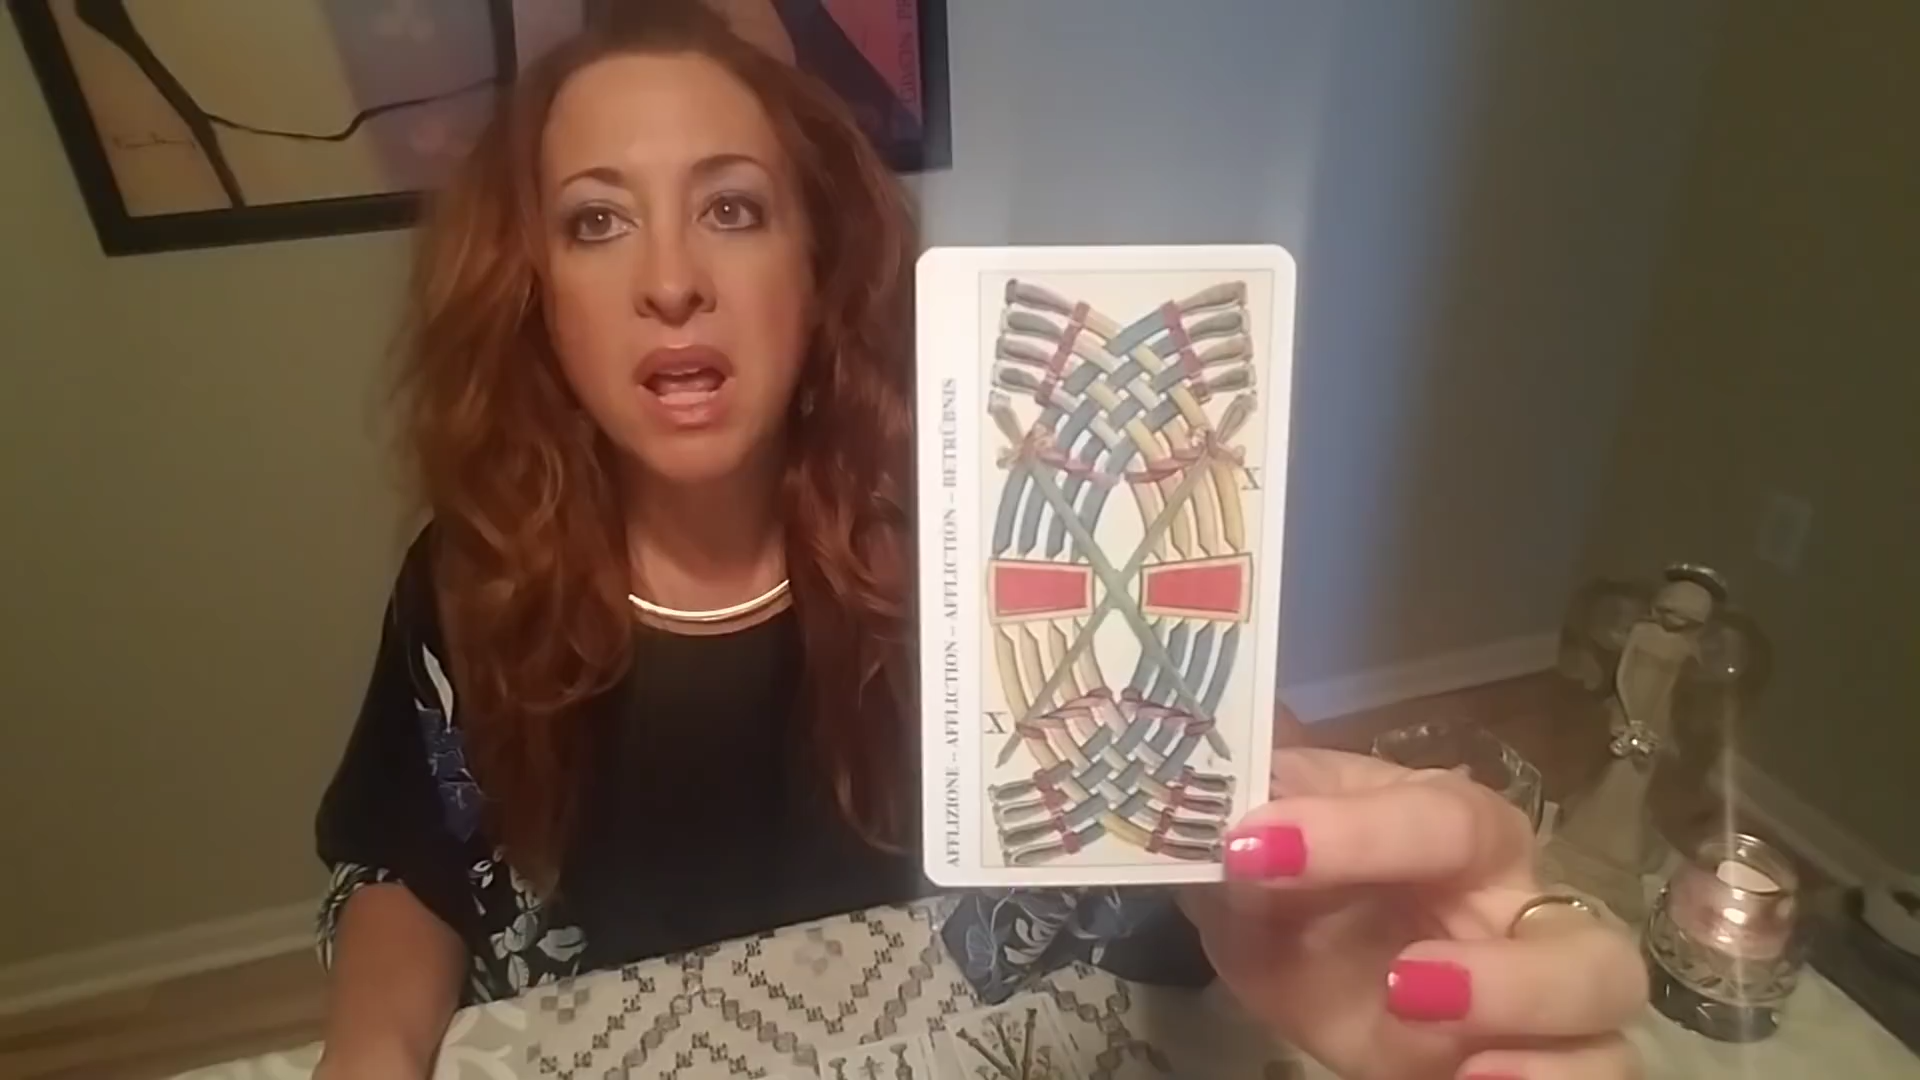 AFFLIZIONE – AFFLICTION – AFFLICTION – BETRÜBNIS
X
X